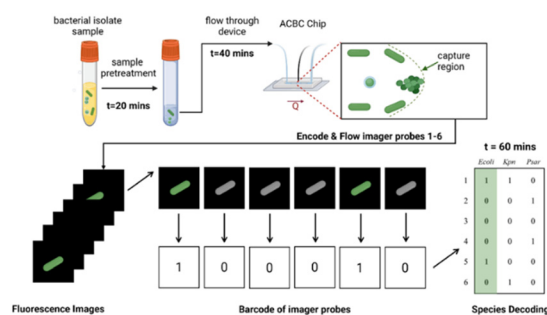 bacterial isolate
sample
sample
pretreatment
t=20 mins
flow through
device
t=40 mins
ACBC Chip
Q
capture
region
Encode & Flow imager probes 1-6
t = 60 mins
Ecoli Kpn Psar
1 1 1 0
2 0 0 1
3 0 0 0
4 0 0 1
5 1 0 0
6 0 1 0
1 0 0 0 1 0
Fluorescence Images
Barcode of imager probes
Species Decoding